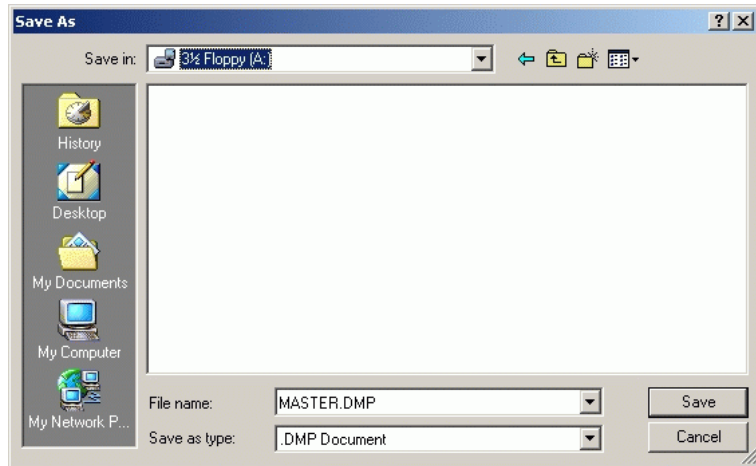 Save As
Save in: 3½ Floppy (A:)
History
Desktop
My Documents
My Computer
My Network P...
File name: MASTER.DMP Save
Save as type: .DMP Document Cancel